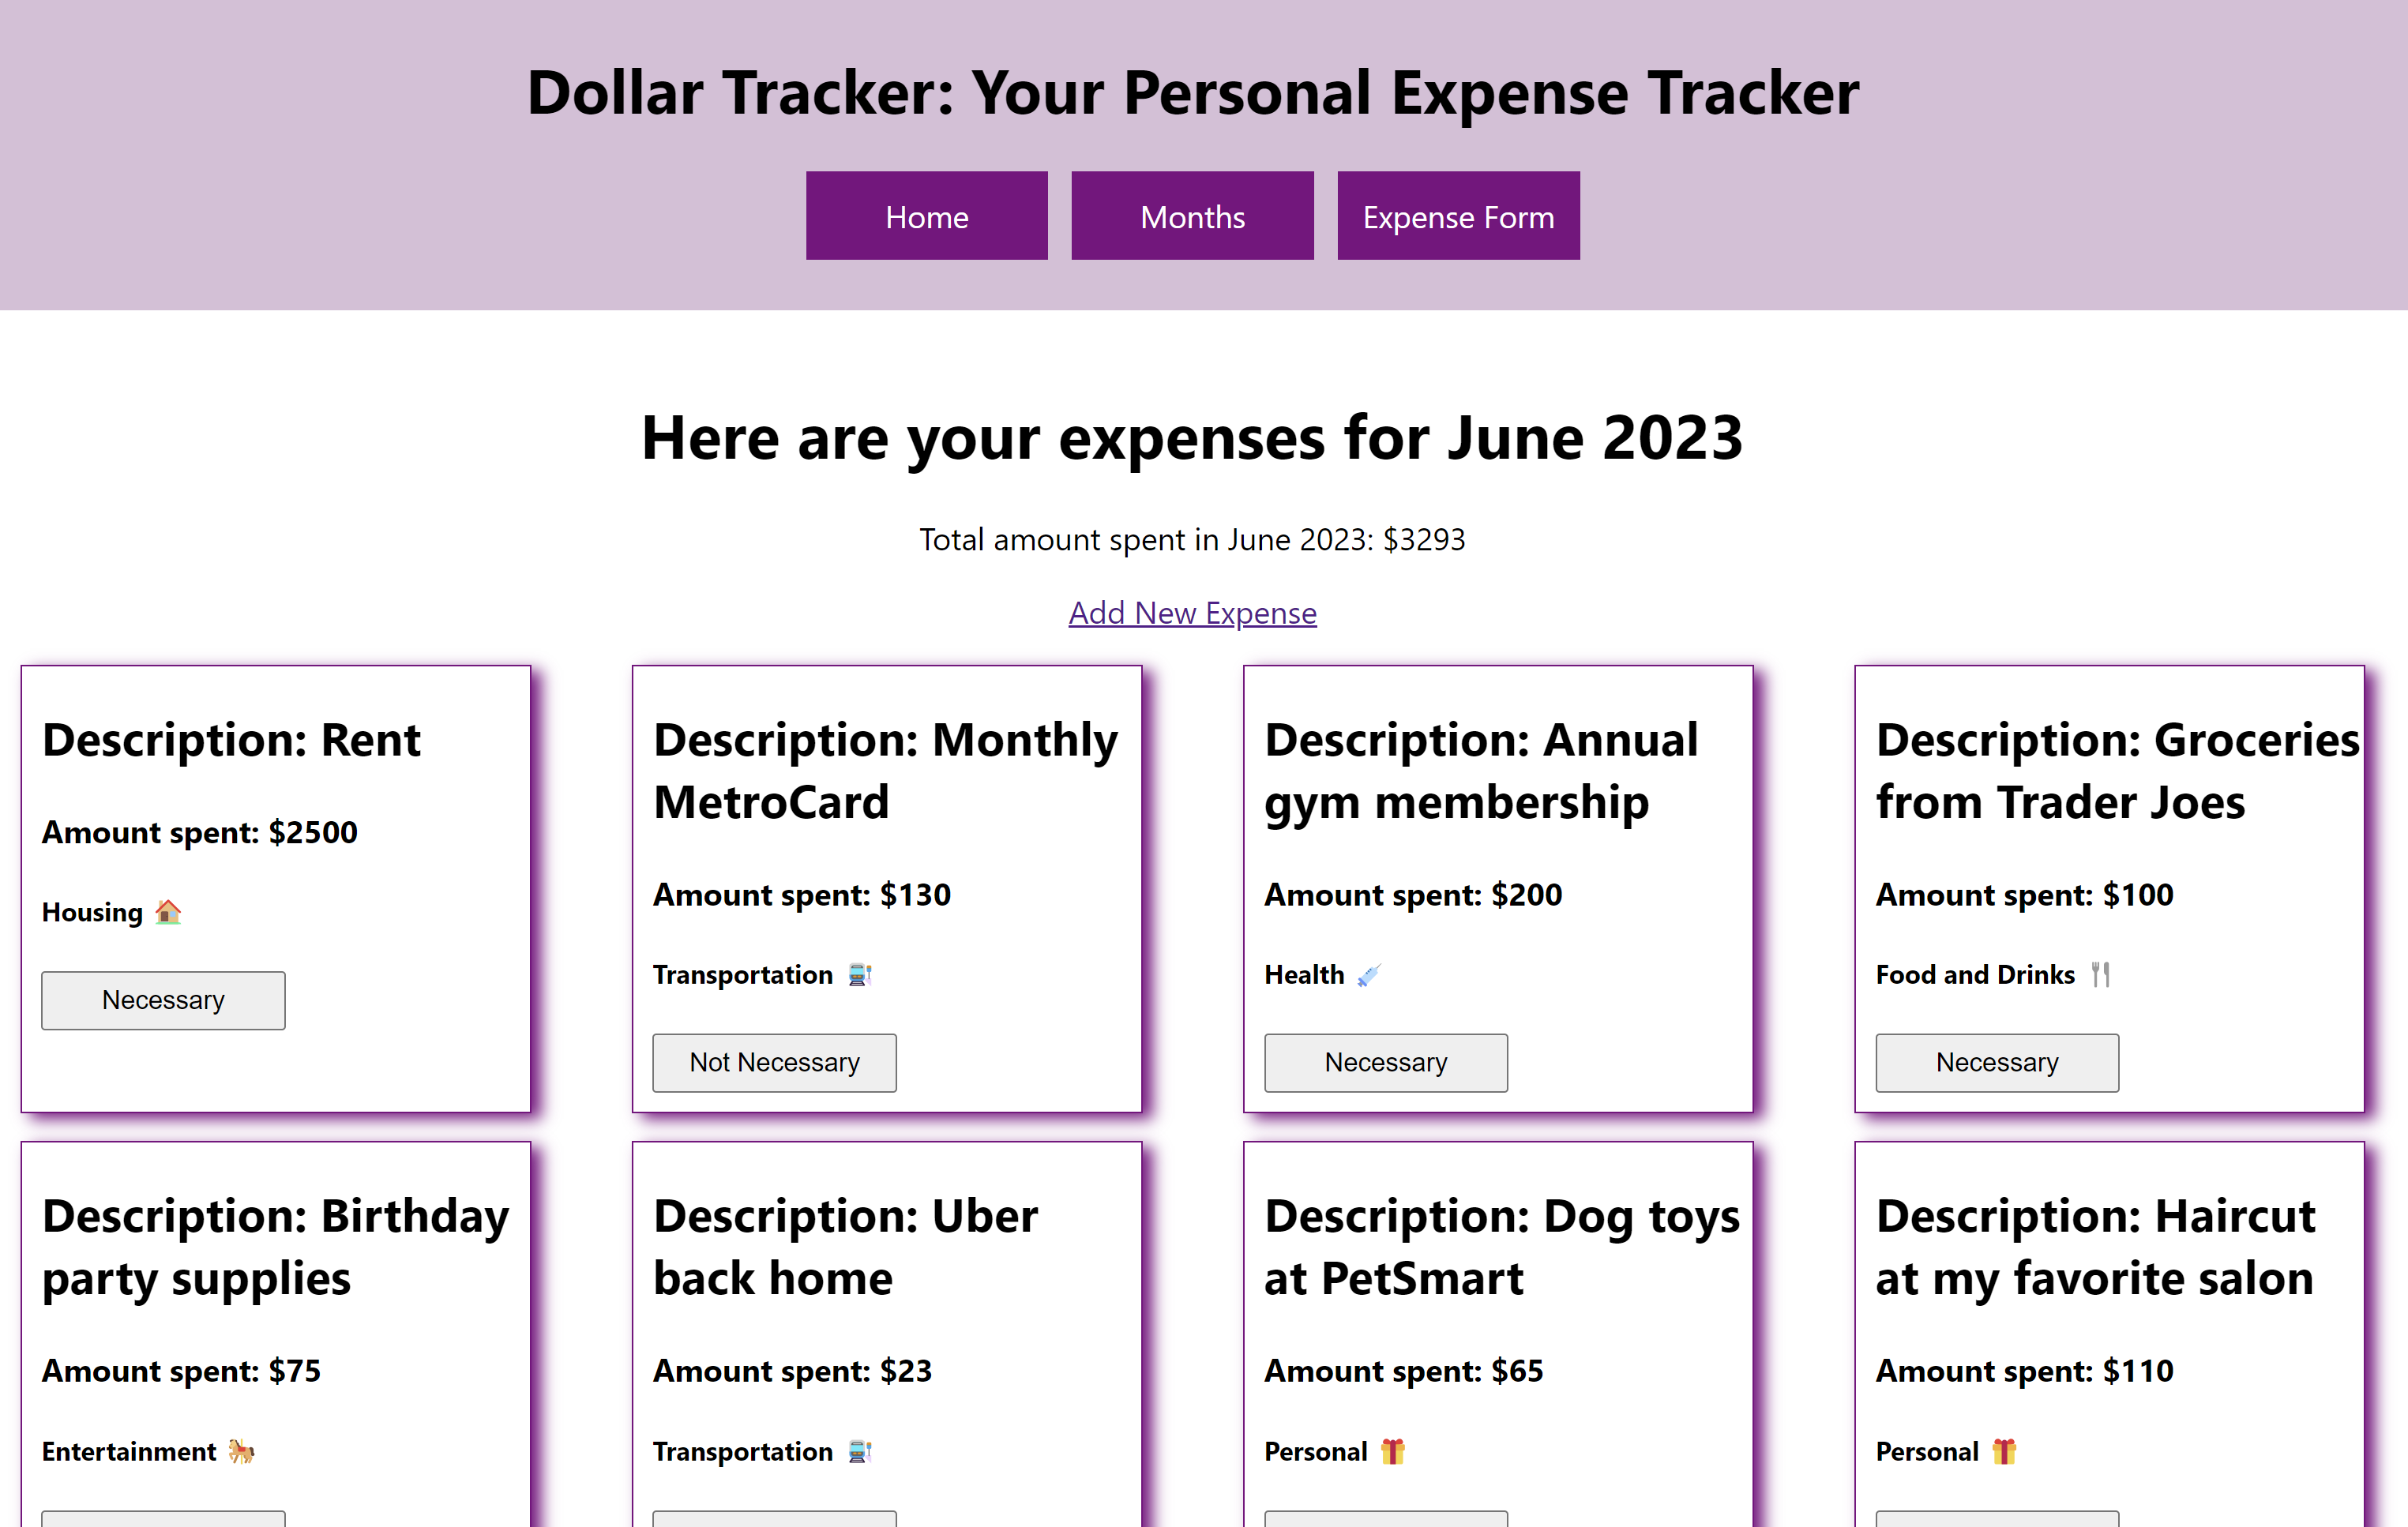 Dollar Tracker: Your Personal Expense Tracker
Home
Months
Expense Form
Here are your expenses for June 2023
Total amount spent in June 2023: $3293
Add New Expense
Description: Rent
Amount spent: $2500
Housing
Necessary
Description: Monthly
MetroCard
Amount spent: $130
Transportation
Not Necessary
Description: Annual
gym membership
Amount spent: $200
Health
Necessary
Description: Groceries
from Trader Joes
Amount spent: $100
Food and Drinks
Necessary
Description: Birthday
party supplies
Amount spent: $75
Entertainment
Description: Uber
back home
Amount spent: $23
Transportation
Description: Dog toys
at PetSmart
Amount spent: $65
Personal
Description: Haircut
at my favorite salon
Amount spent: $110
Personal